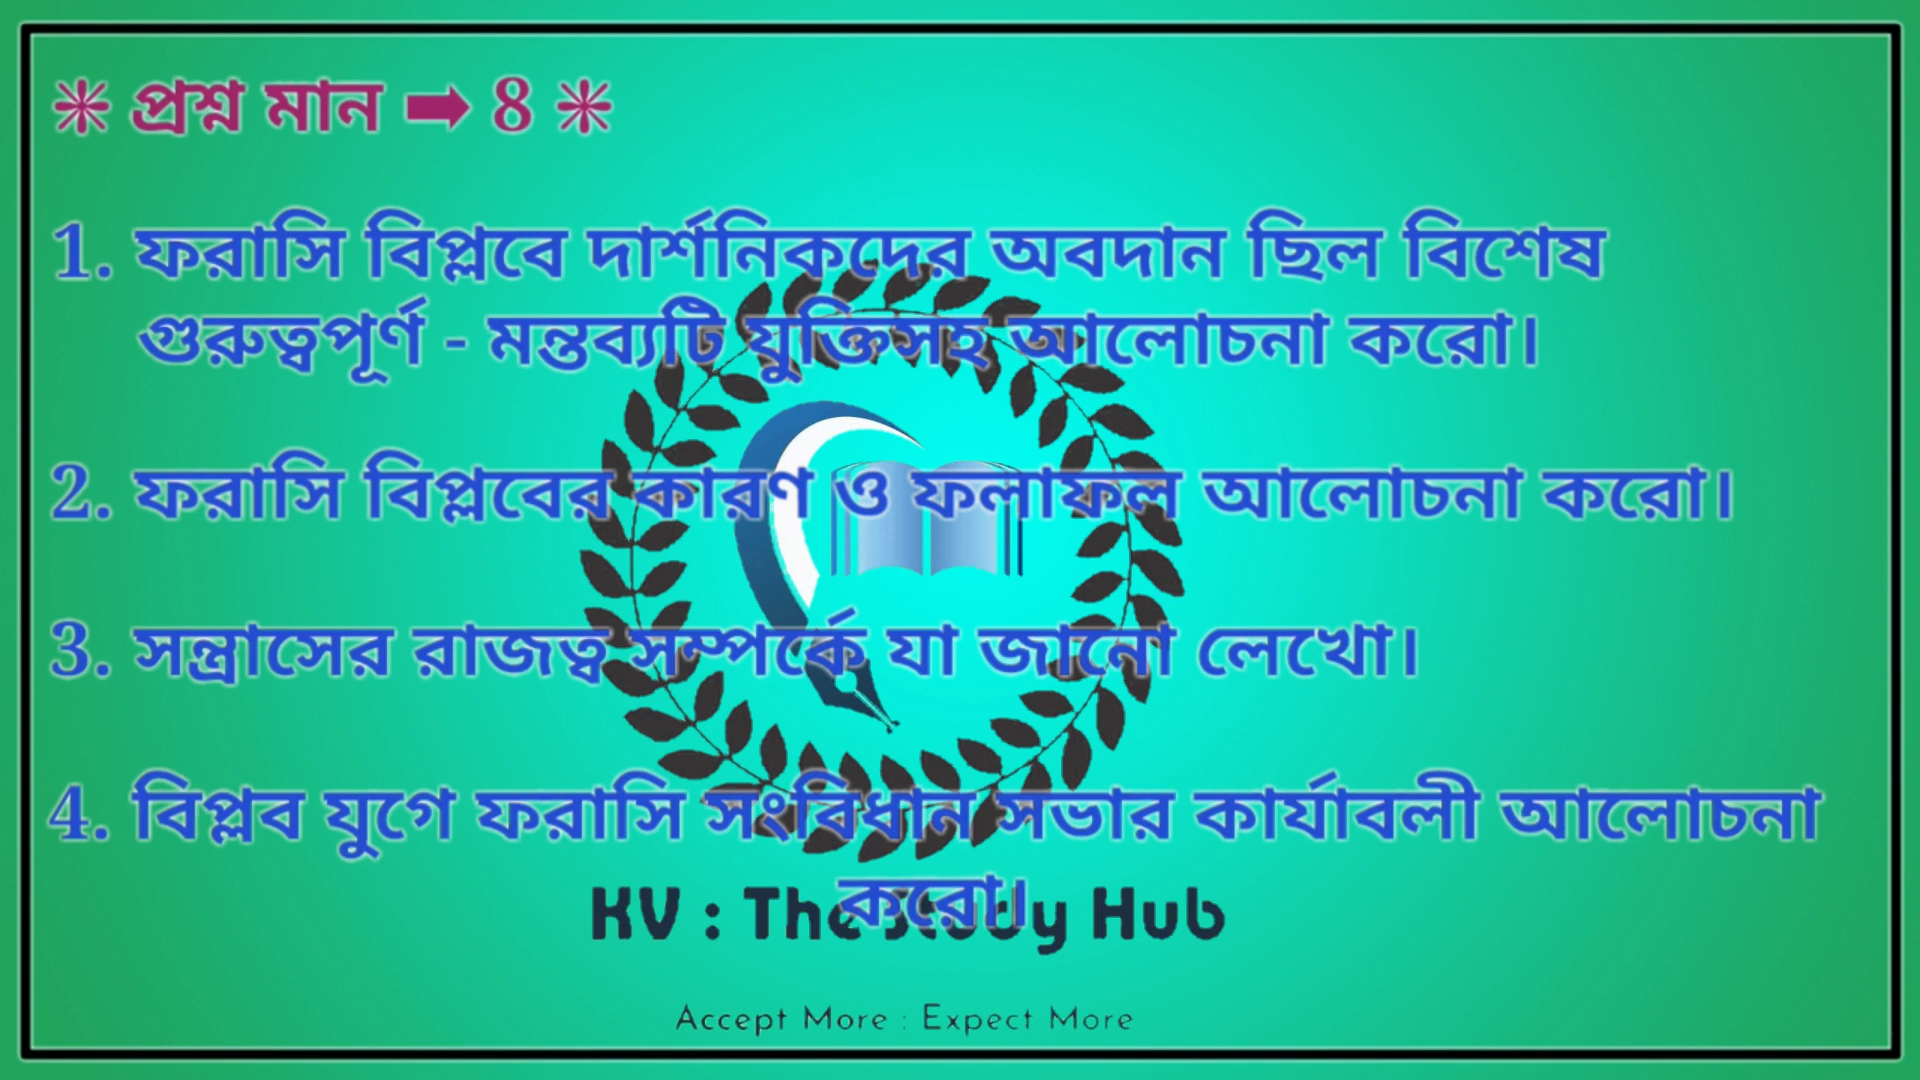 ✳ প্রশ্ন মান ➡ 8 ✳
1. ফরাসি বিপ্লবে দার্শনিকদের অবদান ছিল বিশেষ
গুরুত্বপূর্ণ - মন্তব্যটি যুক্তিসহ আলোচনা করো।
2. ফরাসি বিপ্লবের কারণ ও ফলাফল আলোচনা করো।
3. সন্ত্রাসের রাজত্ব সম্পর্কে যা জানো লেখো।
4. বিপ্লব যুগে ফরাসি সংবিধান সভার কার্যাবলী আলোচনা
করো।
KV : The Study Hub
Accept More : Expect More